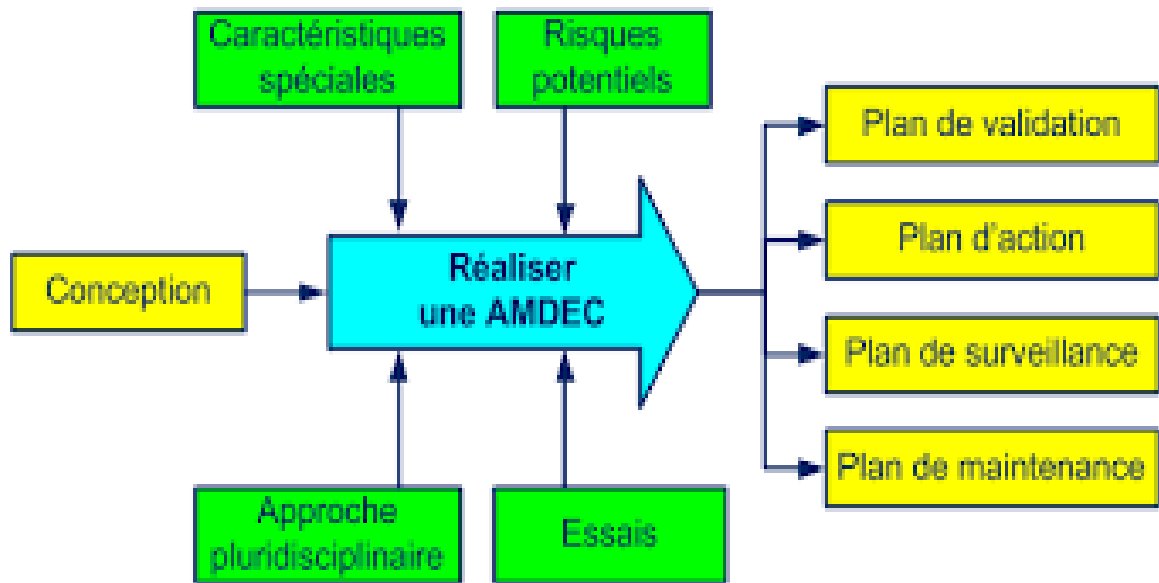 Caractéristiques
spéciales
Risques
potentiels
Plan de validation
Plan d'action
Conception
Réaliser
une AMDEC
Plan de surveillance
Plan de maintenance
Approche
pluridisciplinaire
Essais